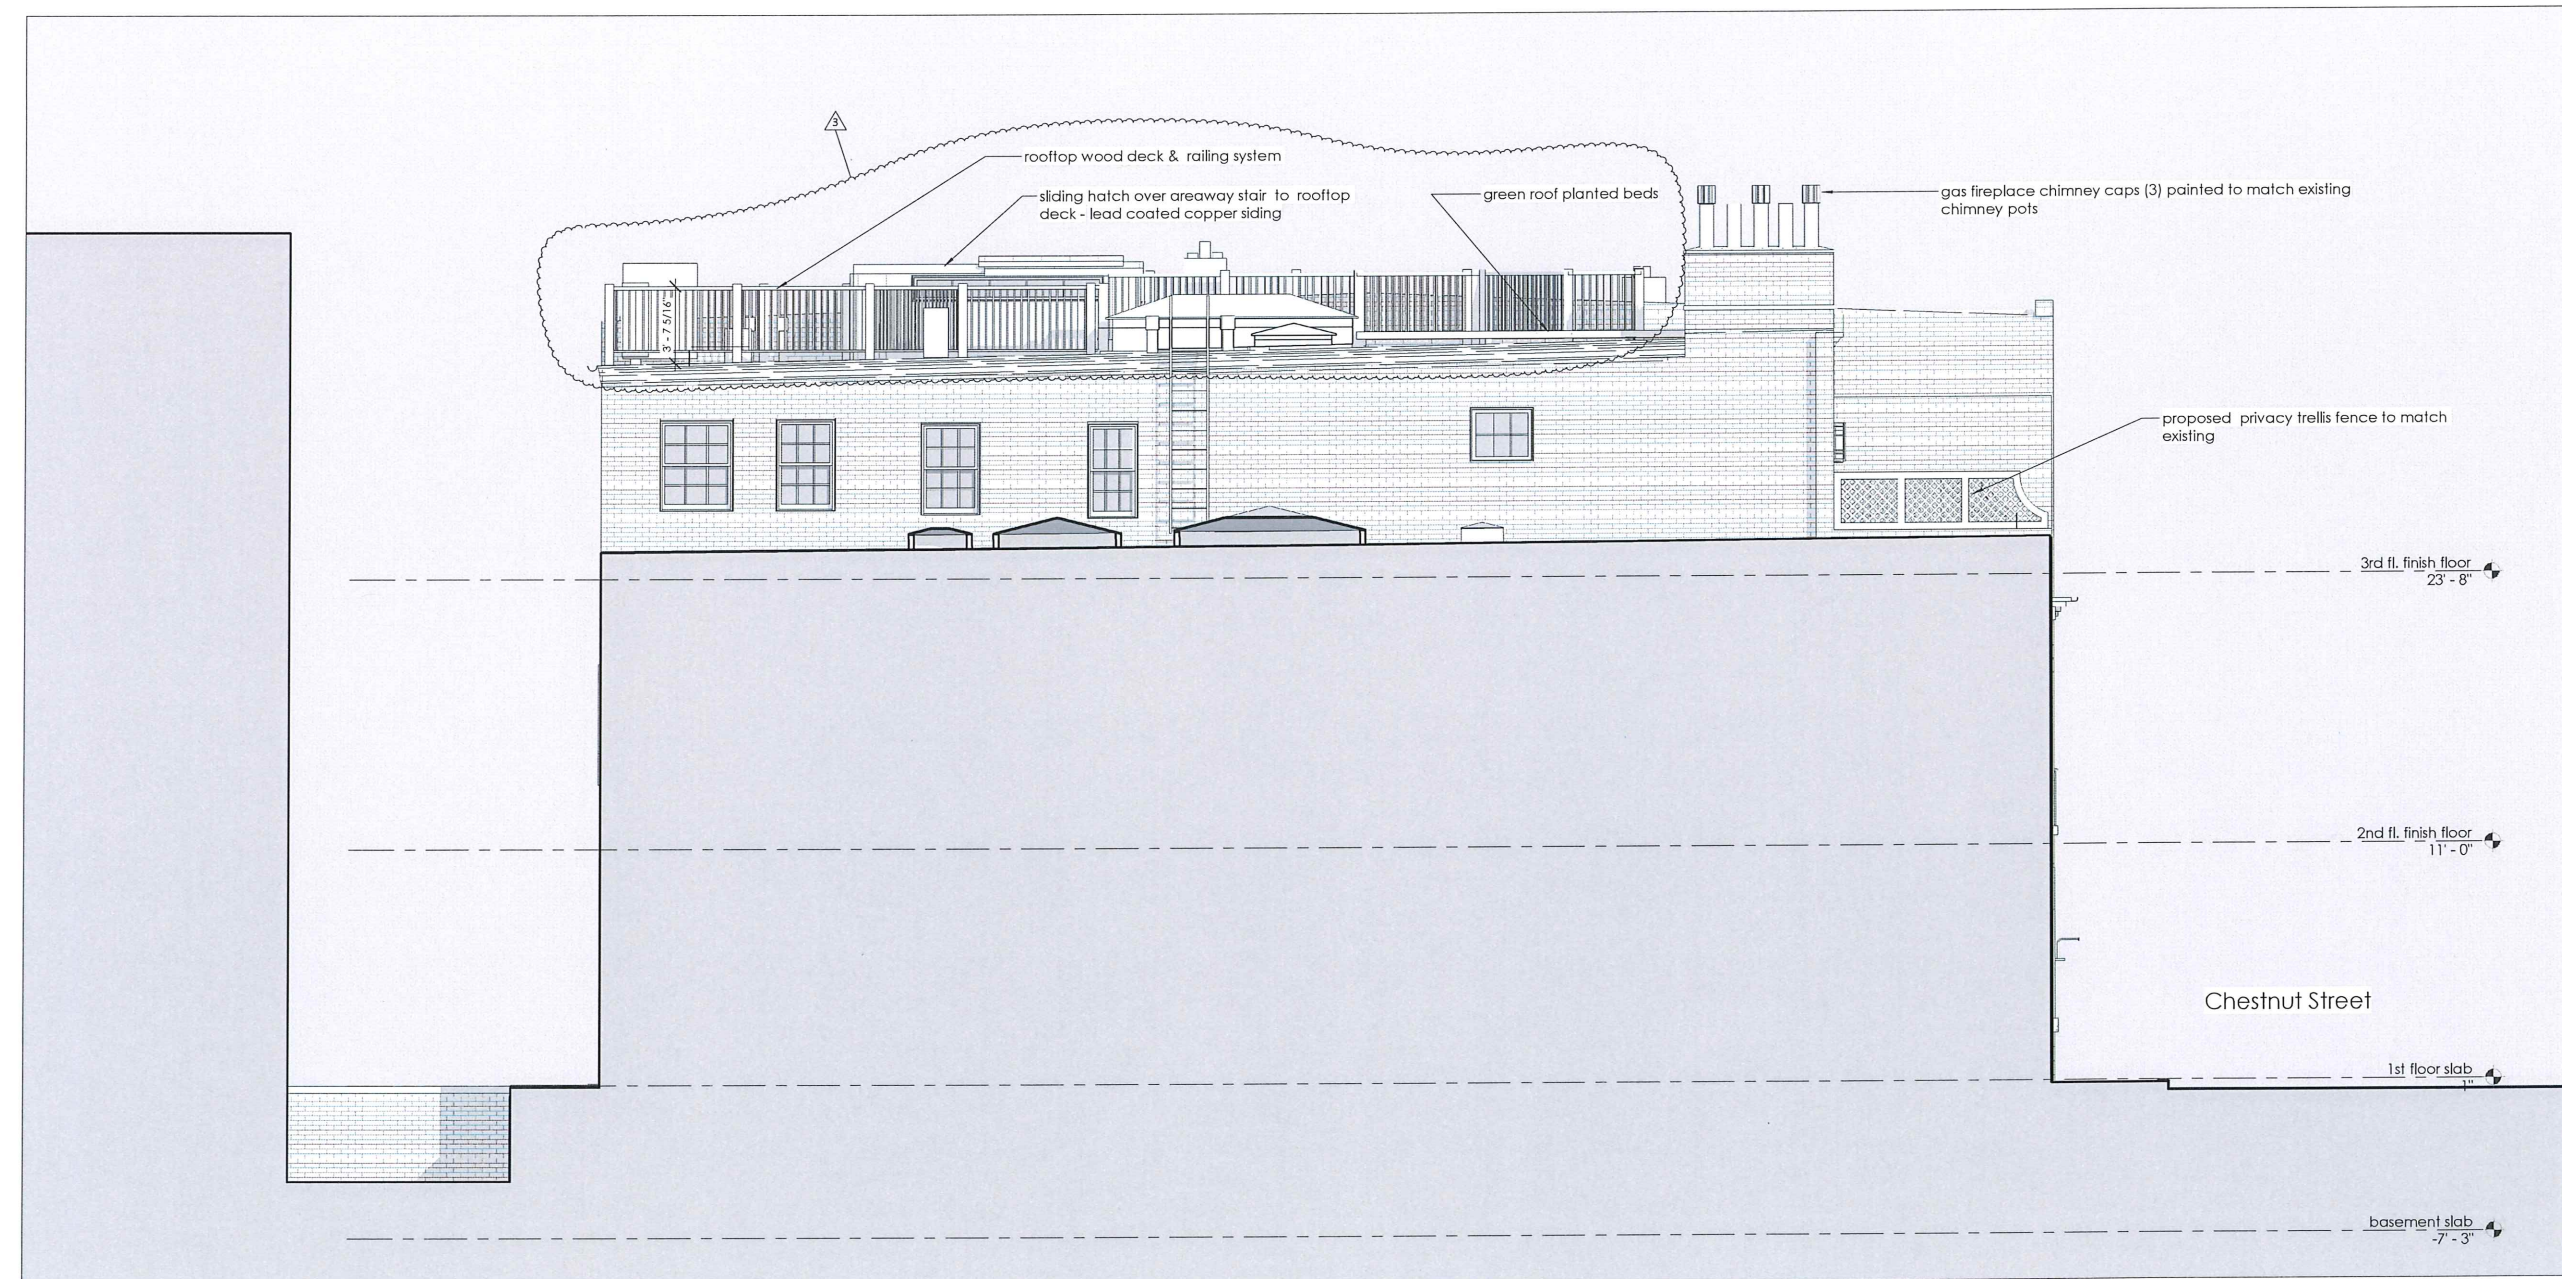 3
rooftop wood deck & railing system
sliding hatch over areaway stair to rooftop
deck - lead coated copper siding
green roof planted beds
gas fireplace chimney caps (3) painted to match existing
chimney pots
3' - 7 5/16"
proposed privacy trellis fence to match
existing
3rd fl. finish floor
23' - 8"
2nd fl. finish floor
11' - 0"
Chestnut Street
1st floor slab
1"
basement slab
-7' - 3"